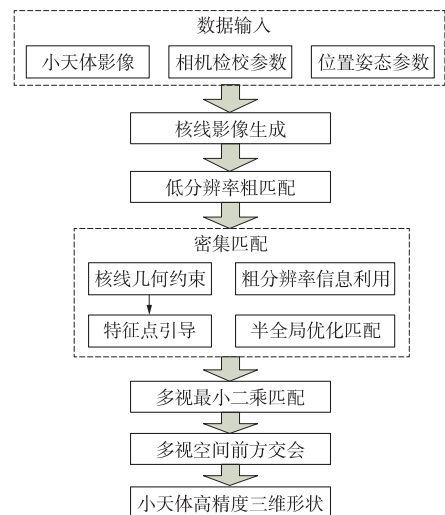 数据输入
小天体影像 相机检校参数 位置姿态参数
核线影像生成
低分辨率粗匹配
密集匹配
核线几何约束 粗分辨率信息利用
特征点引导 半全局优化匹配
多视最小二乘匹配
多视空间前方交会
小天体高精度三维形状